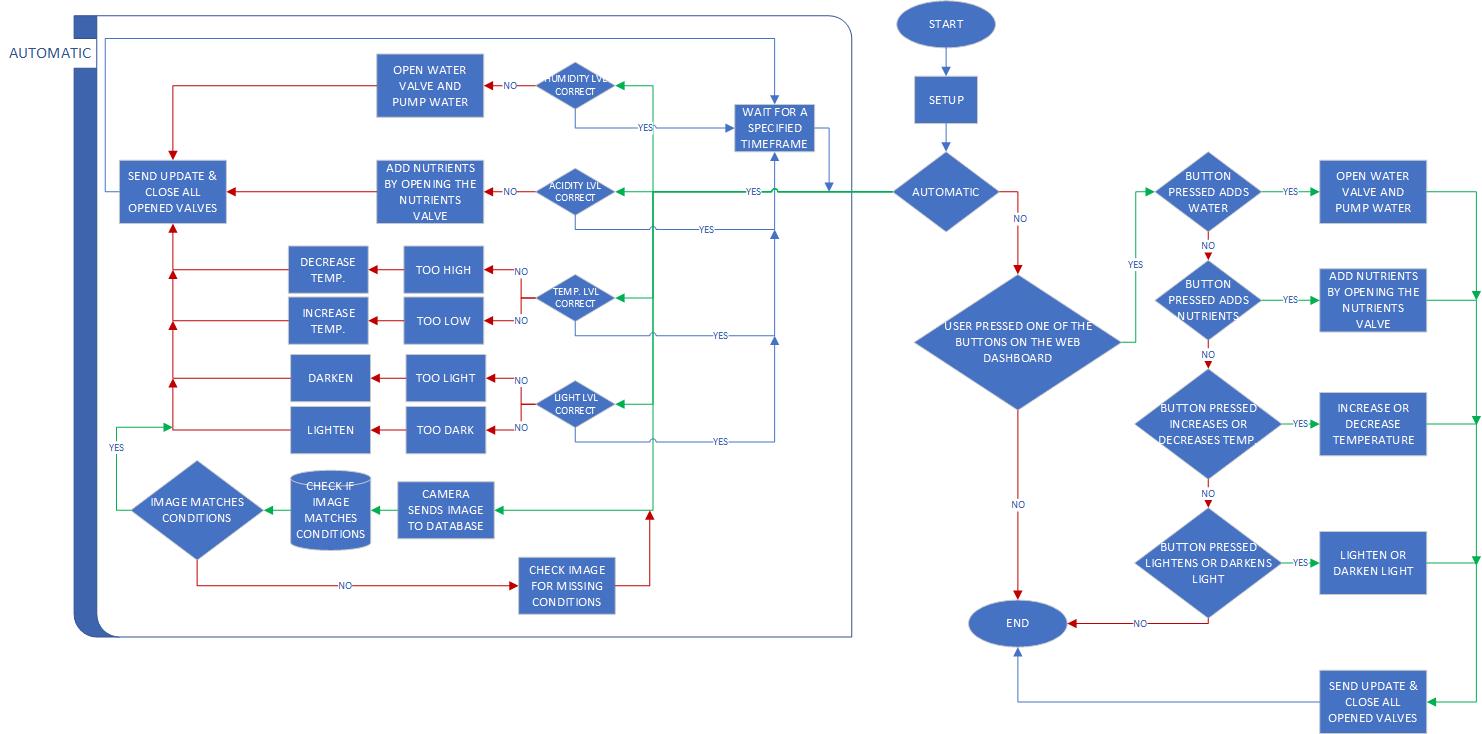 AUTOMATIC
OPEN WATER
VALVE AND
PUMP WATER
NO
HUMIDITY LVL
CORRECT
YES
WAIT FOR A
SPECIFIED
TIMEFRAME
SEND UPDATE &
CLOSE ALL
OPENED VALVES
ADD NUTRIENTS
BY OPENING THE
NUTRIENTS
VALVE
NO
ACIDITY LVL
CORRECT
YES
YES
DECREASE
TEMP.
TOO HIGH
NO
INCREASE
TEMP.
TOO LOW
NO
TEMP. LVL
CORRECT
YES
DARKEN
TOO LIGHT
NO
LIGHTEN
TOO DARK
NO
LIGHT LVL
CORRECT
YES
YES
IMAGE MATCHES
CONDITIONS
CHECK IF
IMAGE
MATCHES
CONDITIONS
CAMERA
SENDS IMAGE
TO DATABASE
NO
CHECK IMAGE
FOR MISSING
CONDITIONS
START
SETUP
AUTOMATIC
NO
USER PRESSED ONE OF THE
BUTTONS ON THE WEB
DASHBOARD
YES
NO
END
BUTTON
PRESSED ADDS
WATER
YES
OPEN WATER
VALVE AND
PUMP WATER
NO
BUTTON
PRESSED ADDS
NUTRIENTS
YES
ADD NUTRIENTS
BY OPENING THE
NUTRIENTS
VALVE
NO
BUTTON PRESSED
INCREASES OR
DECREASES TEMP.
YES
INCREASE OR
DECREASE
TEMPERATURE
NO
BUTTON PRESSED
LIGHTENS OR DARKENS
LIGHT
YES
LIGHTEN OR
DARKEN LIGHT
NO
SEND UPDATE &
CLOSE ALL
OPENED VALVES